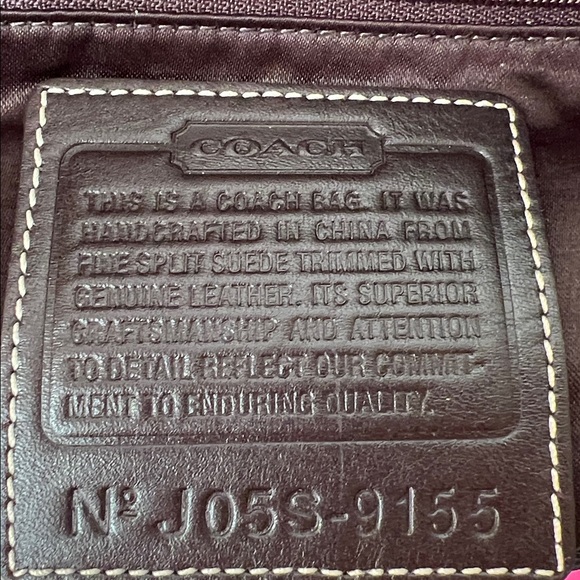 COACH
THIS IS A COACH BAG. IT WAS
HANDCRAFTED IN CHINA FROM
FINE SPLIT SUEDE TRIMMED WITH
GENUINE LEATHER. ITS SUPERIOR
CRAFTSMANSHIP AND ATTENTION
TO DETAIL REFLECT OUR COMMIT-
MENT TO ENDURING QUALITY.
Nº J05S-9155